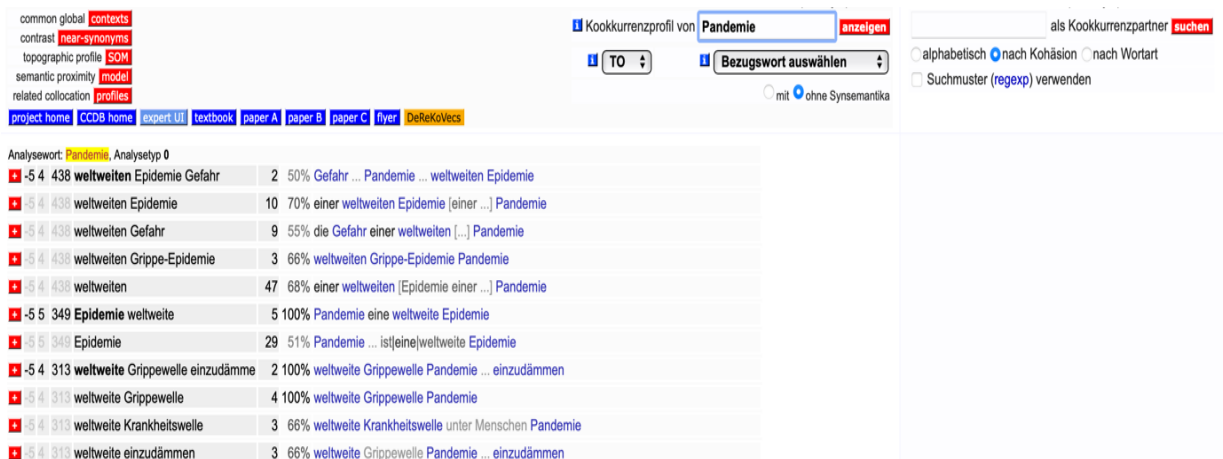 common global contexts
contrast near-synonyms
topographic profile SOM
semantic proximity model
related collocation profiles
project home CCDB home expert UI textbook paper A paper B paper C flyer DeReKoVecs
Kookkurrenzprofil von Pandemie anzeigen
TO Bezugswort auswählen
mit ohne Synsemantika
als Kookkurrenzpartner suchen
alphabetisch nach Kohäsion nach Wortart
Suchmuster (regexp) verwenden
Analysewort: Pandemie, Analysetyp 0
+ -5 4 438 weltweiten Epidemie Gefahr 2 50% Gefahr ... Pandemie ... weltweiten Epidemie
+ -5 4 438 weltweiten Epidemie 10 70% einer weltweiten Epidemie [einer ...] Pandemie
+ -5 4 438 weltweiten Gefahr 9 55% die Gefahr einer weltweiten [...] Pandemie
+ -5 4 438 weltweiten Grippe-Epidemie 3 66% weltweiten Grippe-Epidemie Pandemie
+ -5 4 438 weltweiten 47 68% einer weltweiten [Epidemie einer ...] Pandemie
+ -5 5 349 Epidemie weltweite 5 100% Pandemie eine weltweite Epidemie
+ -5 5 349 Epidemie 29 51% Pandemie ... ist|eine|weltweite Epidemie
+ -5 4 313 weltweite Grippewelle einzudämme 2 100% weltweite Grippewelle Pandemie ... einzudämmen
+ -5 4 313 weltweite Grippewelle 4 100% weltweite Grippewelle Pandemie
+ -5 4 313 weltweite Krankheitswelle 3 66% weltweite Krankheitswelle unter Menschen Pandemie
+ -5 4 313 weltweite einzudämmen 3 66% weltweite Grippewelle Pandemie ... einzudämmen